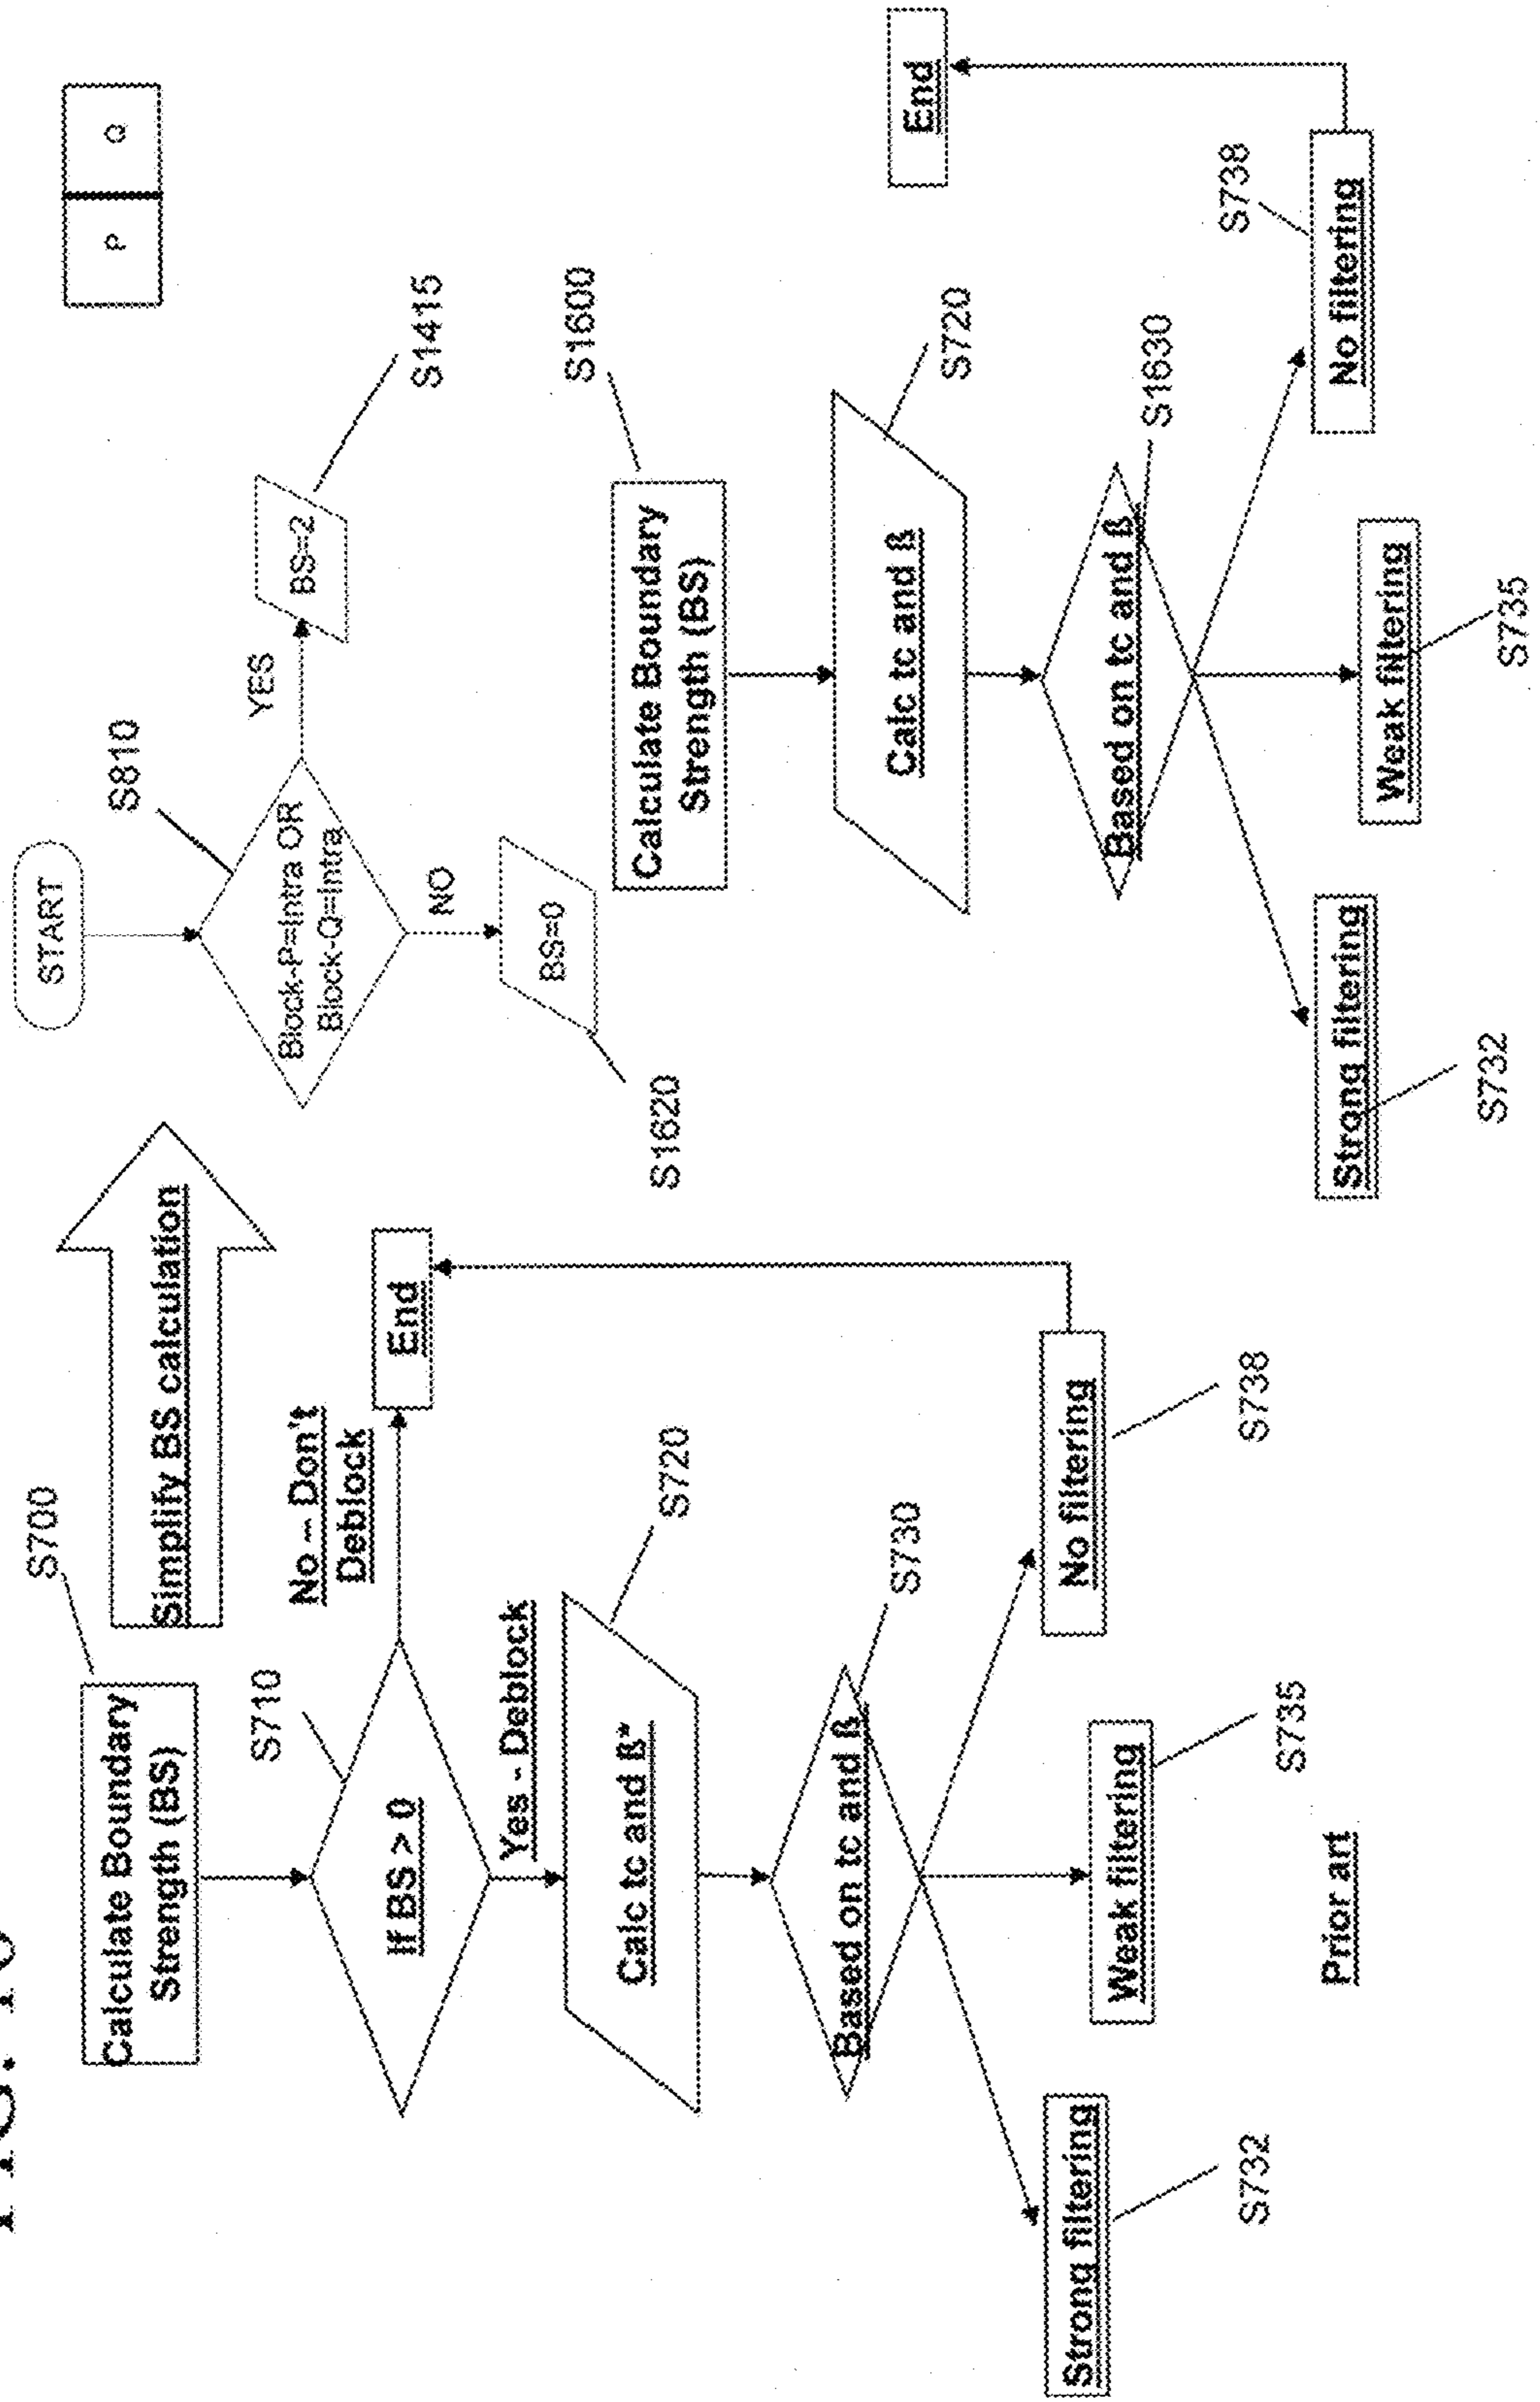 S700
Calculate Boundary
Strength (BS)
Simplify BS calculation
S710
If BS > 0
No – Don't
Deblock
End
Yes - Deblock
Calc tc and ß*
S720
Based on tc and ß
S730
Strong filtering
S732
Weak filtering
S735
No filtering
S738
Prior art
START
S810
Block-P=Intra OR
Block-Q=Intra
YES
BS=2
S1415
NO
BS=0
S1620
P
Q
Calculate Boundary
Strength (BS)
S1600
Calc tc and ß
S720
Based on tc and ß
S1630
Strong filtering
S732
Weak filtering
S735
No filtering
S738
End